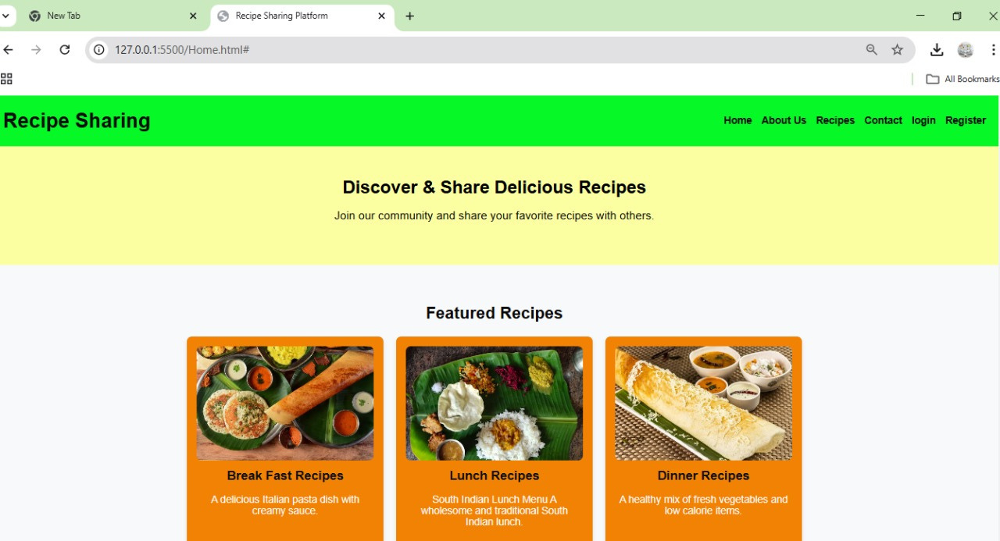 New Tab
Recipe Sharing Platform
127.0.0.1:5500/Home.html#
All Bookmarks
Recipe Sharing
Home About Us Recipes Contact login Register
Discover & Share Delicious Recipes
Join our community and share your favorite recipes with others.
Featured Recipes
Break Fast Recipes
A delicious Italian pasta dish with
creamy sauce.
Lunch Recipes
South Indian Lunch Menu A
wholesome and traditional South
Indian lunch.
Dinner Recipes
A healthy mix of fresh vegetables and
low calorie items.